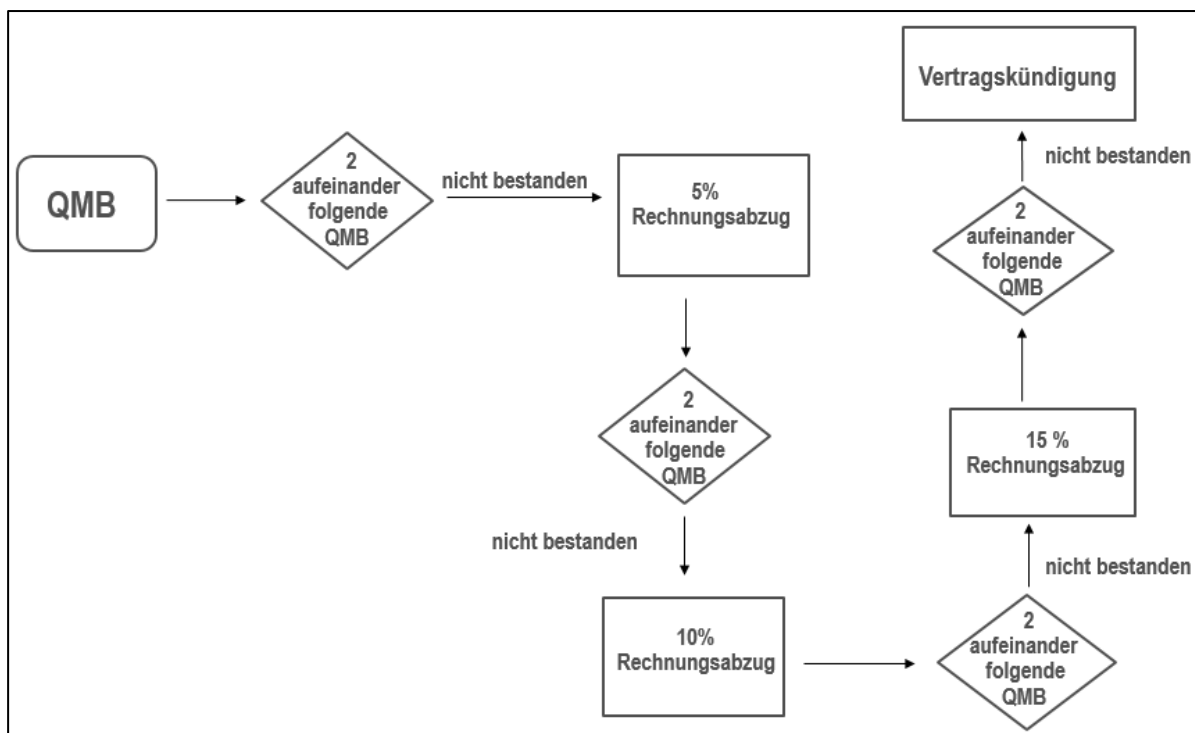 QMB
2
aufeinander
folgende
QMB
nicht bestanden
5%
Rechnungsabzug
2
aufeinander
folgende
QMB
nicht bestanden
10%
Rechnungsabzug
2
aufeinander
folgende
QMB
nicht bestanden
15 %
Rechnungsabzug
2
aufeinander
folgende
QMB
nicht bestanden
Vertragskündigung